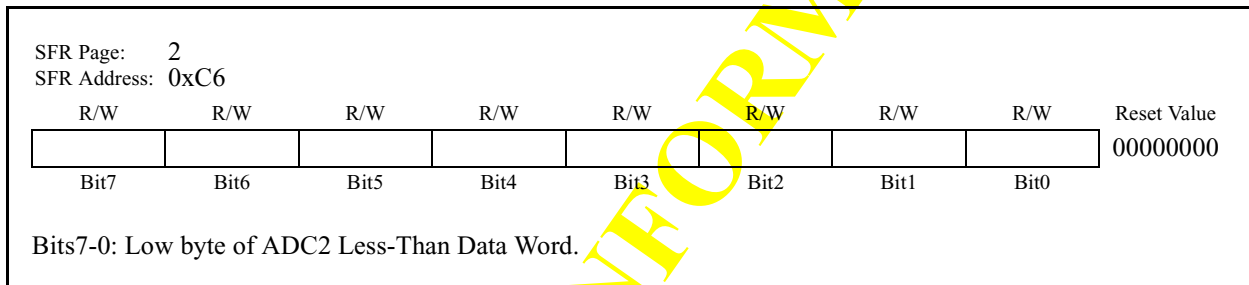 SFR Page: 2
SFR Address: 0xC6
R/W R/W R/W R/W R/W R/W R/W R/W Reset Value
00000000
Bit7 Bit6 Bit5 Bit4 Bit3 Bit2 Bit1 Bit0
Bits7-0: Low byte of ADC2 Less-Than Data Word.